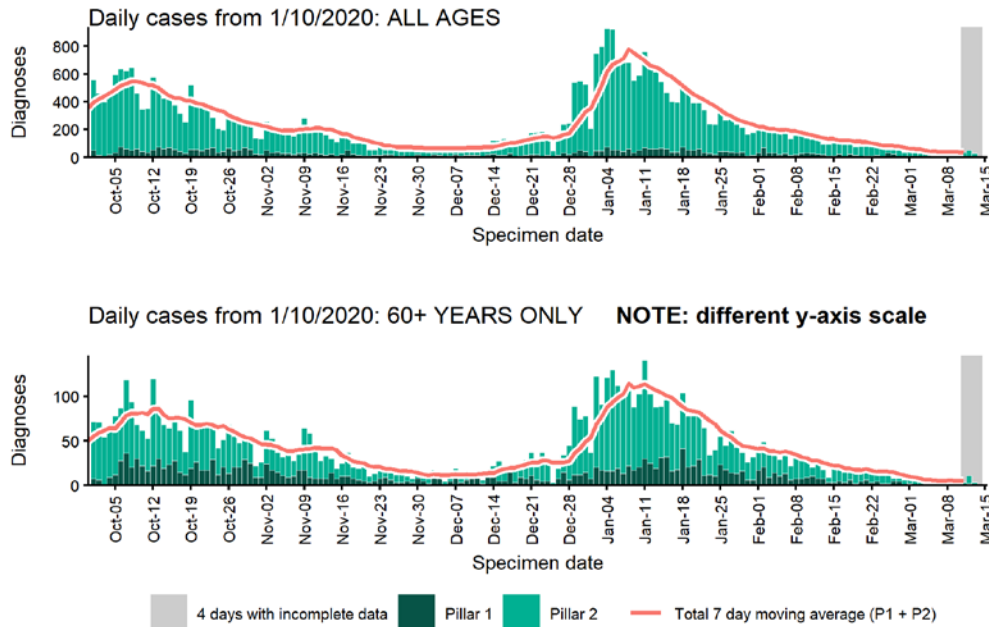 Daily cases from 1/10/2020: ALL AGES
Diagnoses
800
600
400
200
0
Oct-05 Oct-12 Oct-19 Oct-26 Nov-02 Nov-09 Nov-16 Nov-23 Nov-30 Dec-07 Dec-14 Dec-21 Dec-28 Jan-04 Jan-11 Jan-18 Jan-25 Feb-01 Feb-08 Feb-15 Feb-22 Mar-01 Mar-08 Mar-15
Specimen date
Daily cases from 1/10/2020: 60+ YEARS ONLY NOTE: different y-axis scale
Diagnoses
100
50
0
Oct-05 Oct-12 Oct-19 Oct-26 Nov-02 Nov-09 Nov-16 Nov-23 Nov-30 Dec-07 Dec-14 Dec-21 Dec-28 Jan-04 Jan-11 Jan-18 Jan-25 Feb-01 Feb-08 Feb-15 Feb-22 Mar-01 Mar-08 Mar-15
Specimen date
4 days with incomplete data Pillar 1 Pillar 2 Total 7 day moving average (P1 + P2)